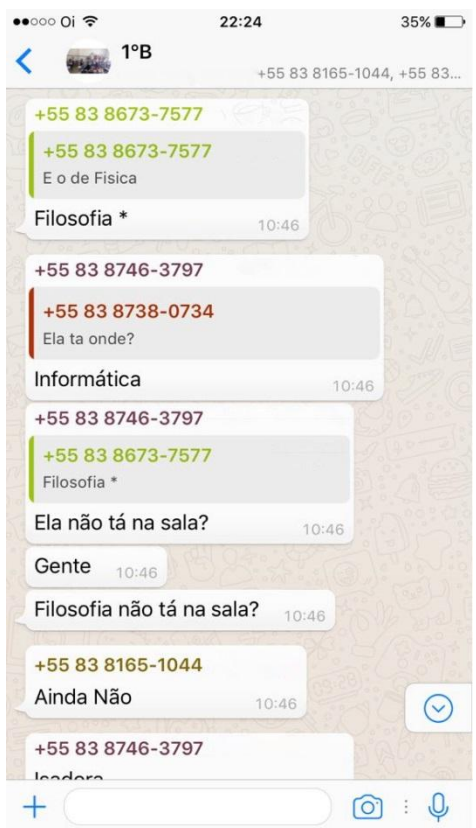 Oi 22:24 35%
1°B
+55 83 8165-1044, +55 83...
+55 83 8673-7577
+55 83 8673-7577
E o de Fisica
Filosofia *
10:46
+55 83 8746-3797
+55 83 8738-0734
Ela ta onde?
Informática
10:46
+55 83 8746-3797
+55 83 8673-7577
Filosofia *
Ela não tá na sala?
10:46
Gente 10:46
Filosofia não tá na sala? 10:46
+55 83 8165-1044
Ainda Não
10:46
+55 83 8746-3797
Isadora